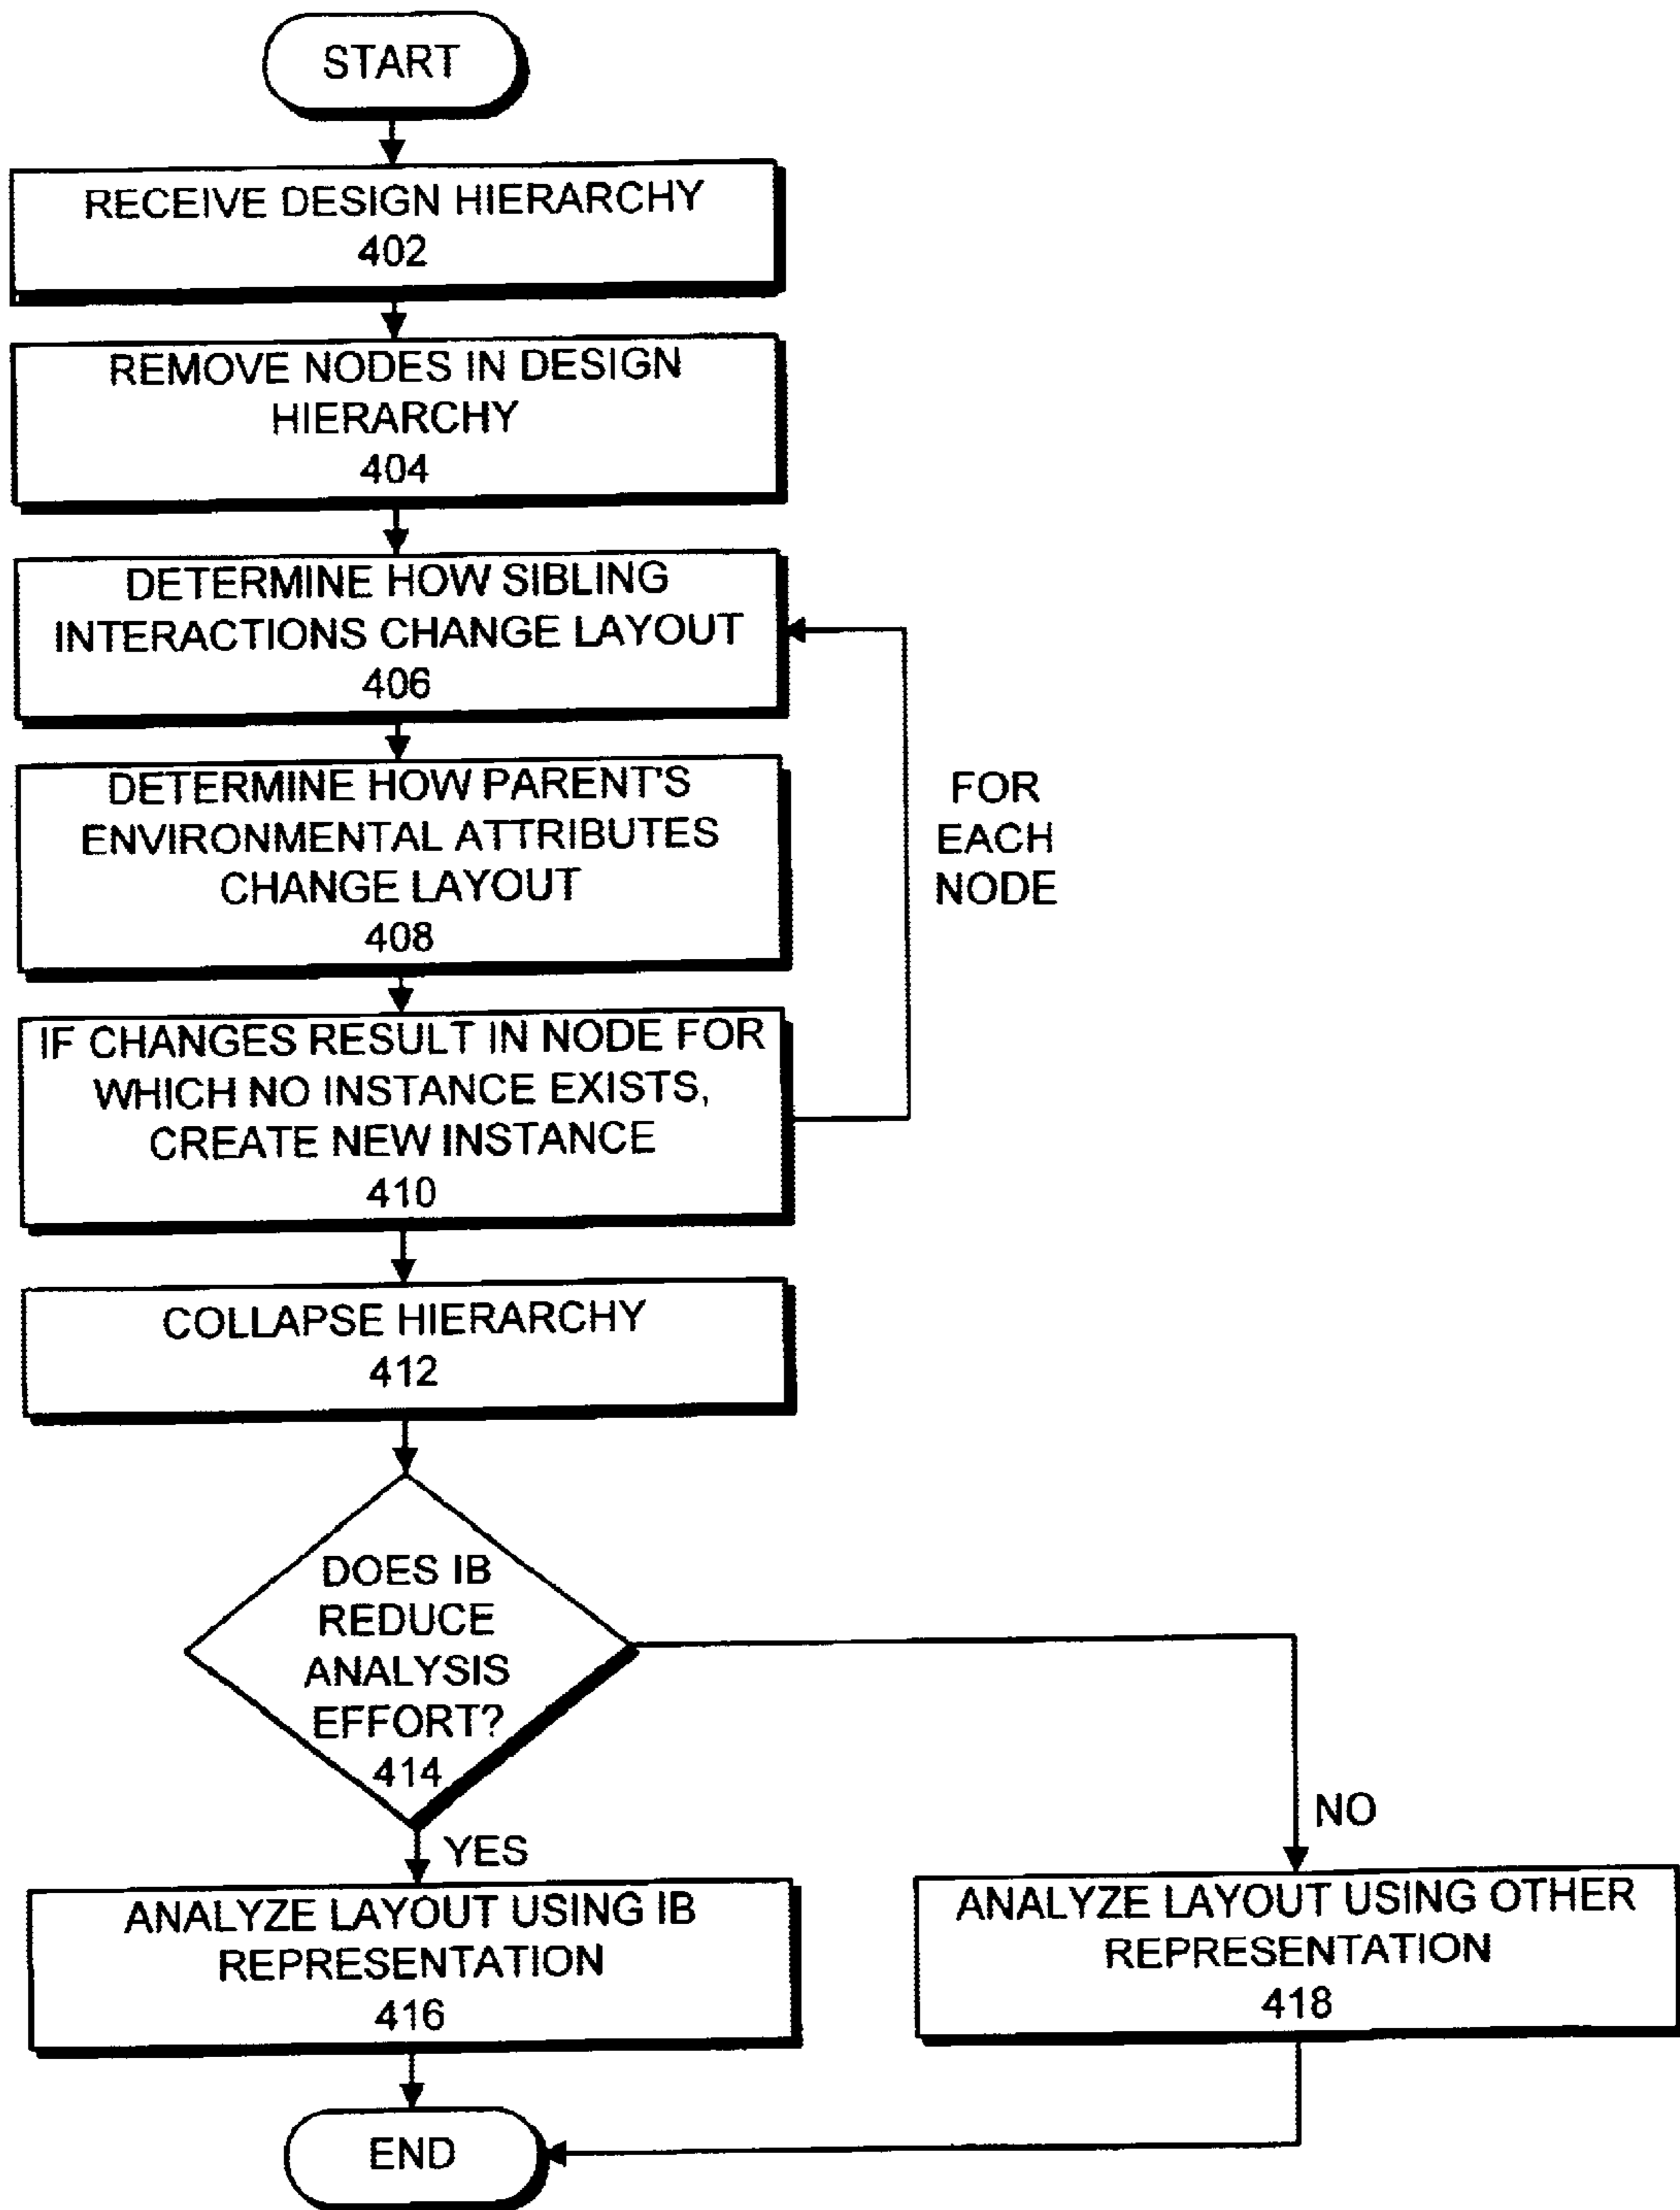 START
RECEIVE DESIGN HIERARCHY
402
REMOVE NODES IN DESIGN
HIERARCHY
404
DETERMINE HOW SIBLING
INTERACTIONS CHANGE LAYOUT
406
DETERMINE HOW PARENT'S
ENVIRONMENTAL ATTRIBUTES
CHANGE LAYOUT
408
FOR
EACH
NODE
IF CHANGES RESULT IN NODE FOR
WHICH NO INSTANCE EXISTS,
CREATE NEW INSTANCE
410
COLLAPSE HIERARCHY
412
DOES IB
REDUCE
ANALYSIS
EFFORT?
414
YES
NO
ANALYZE LAYOUT USING IB
REPRESENTATION
416
ANALYZE LAYOUT USING OTHER
REPRESENTATION
418
END